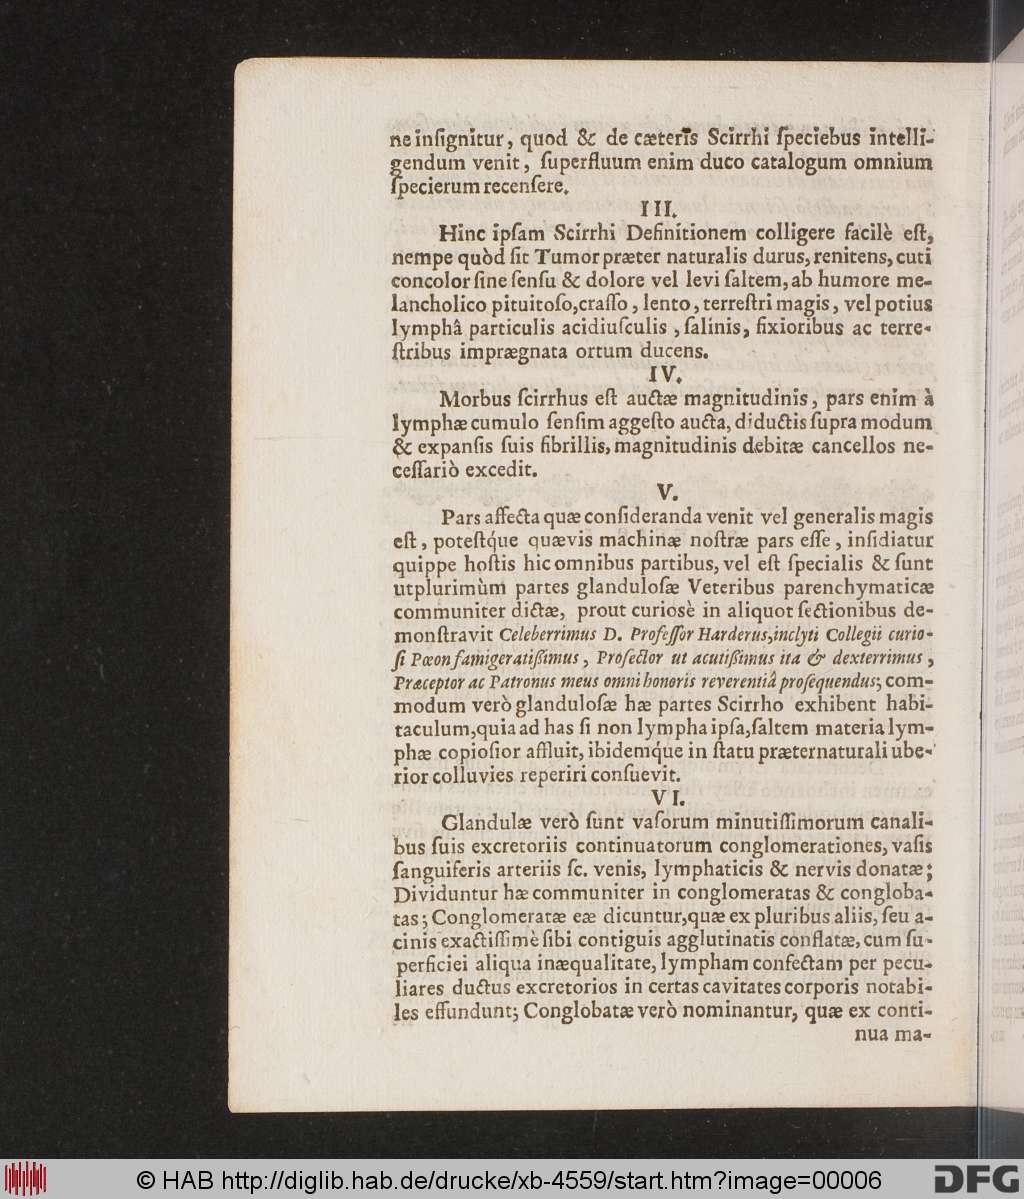 ne inſignitur, quod & de cæteris Scirrhi ſpeciebus intelli-
gendum venit, ſuperfluum enim duco catalogum omnium
ſpecierum recenſere.
III.
Hinc ipſam Scirrhi Definitionem colligere facilè eſt,
nempe quòd ſit Tumor præter naturalis durus, renitens, cuti
concolor ſine ſenſu & dolore vel levi ſaltem, ab humore me-
lancholico pituitoſo, craſſo, lento, terreſtri magis, vel potius
lymphâ particulis acidiuſculis, ſalinis, fixioribus ac terre-
ſtribus imprægnata ortum ducens.
IV.
Morbus ſcirrhus eſt auctæ magnitudinis, pars enim à
lymphæ cumulo ſenſim aggeſto aucta, diductis ſupra modum
& expanſis ſuis fibrillis, magnitudinis debitæ cancellos ne-
ceſſariò excedit.
V.
Pars affecta quæ conſideranda venit vel generalis magis
eſt, poteſtq́ue quævis machinæ noſtræ pars eſſe, inſidiatur
quippe hoſtis hic omnibus partibus, vel eſt ſpecialis & ſunt
utplurimùm partes glanduloſæ Veteribus parenchymaticæ
communiter dictæ, prout curiosè in aliquot ſectionibus de-
monſtravit Celeberrimus D. Profeſſor Harderus, inclyti Collegii curio-
ſi Pæon famigeratißimus, Proſector ut acutißimus ita & dexterrimus,
Præceptor ac Patronus meus omni honoris reverentiâ proſequendus; com-
modum verò glanduloſæ hæ partes Scirrho exhibent habi-
taculum, quia ad has ſi non lympha ipſa, ſaltem materia lym-
phæ copioſior affluit, ibidemq́ue in ſtatu præternaturali ube-
rior colluvies reperiri conſuevit.
VI.
Glandulæ verò ſunt vaſorum minutiſſimorum canali-
bus ſuis excretoriis continuatorum conglomerationes, vaſis
ſanguiferis arteriis ſc. venis, lymphaticis & nervis donatæ;
Dividuntur hæ communiter in conglomeratas & congloba-
tas; Conglomeratæ eæ dicuntur, quæ ex pluribus aliis, ſeu a-
cinis exactiſſimè ſibi contiguis agglutinatis conflatæ, cum ſu-
perficiei aliqua inæqualitate, lympham confectam per pecu-
liares ductus excretorios in certas cavitates corporis notabi-
les effundunt; Conglobatæ verò nominantur, quæ ex conti-
nua ma-
© HAB http://diglib.hab.de/drucke/xb-4559/start.htm?image=00006
DFG